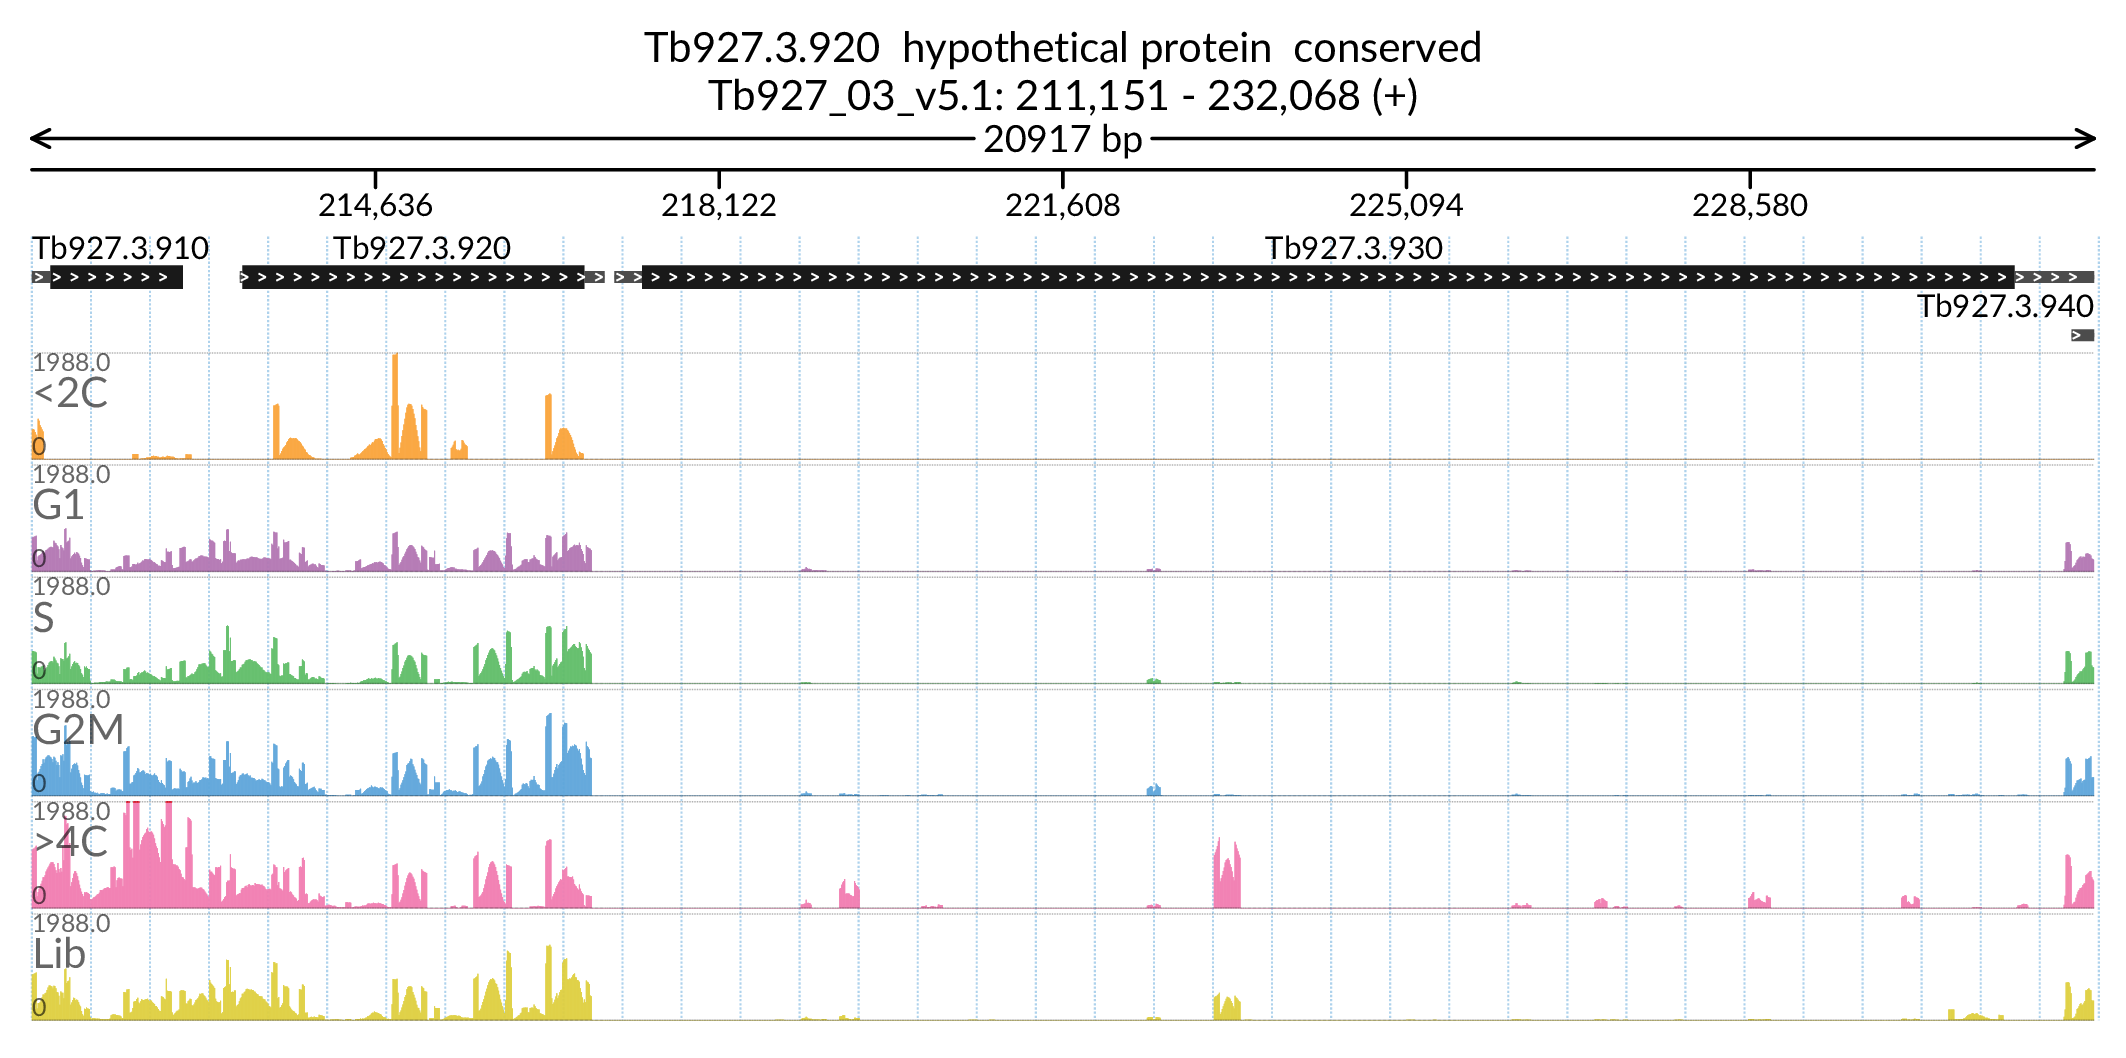 Tb927.3.920  hypothetical protein  conserved
Tb927_03_v5.1: 211,151 - 232,068 (+)
20917 bp
214,636 218,122 221,608 225,094 228,580
Tb927.3.910 Tb927.3.920 Tb927.3.930
Tb927.3.940
1988.0
<2C
0
1988.0
G1
0
1988.0
S
0
1988.0
G2M
0
1988.0
>4C
0
1988.0
Lib
0